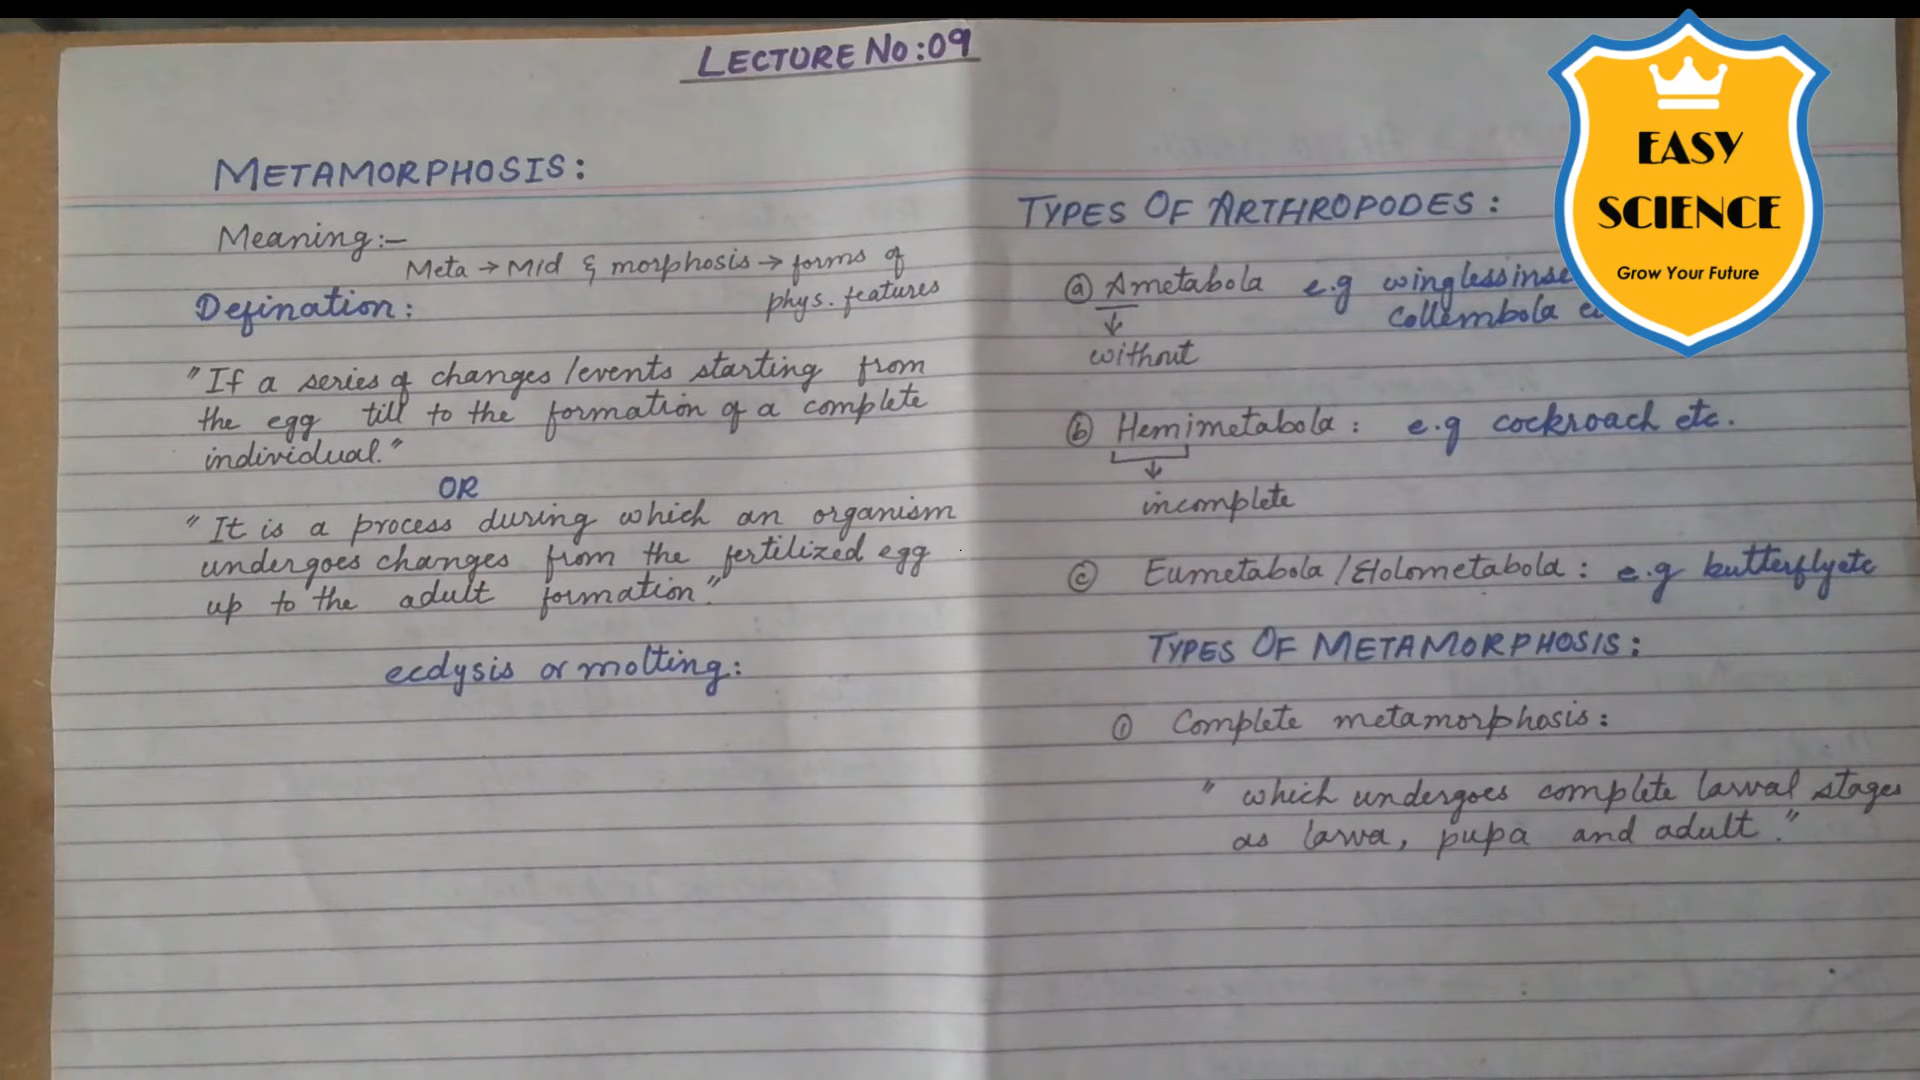 LECTURE No:09
METAMORPHOSIS:
Meaning:-
Meta → Mid & morphosis → forms of
phys. features
Defination:
"If a series of changes/events starting from
the egg till to the formation of a complete
individual."
OR
"It is a process during which an organism
undergoes changes from the fertilized egg
up to the adult formation"
ecdysis or molting:
TYPES OF ARTHROPODES:
ⓐ Ametabola e.g wingless
collembola
↓
without
ⓑ Hemimetabola: e.g cockroach etc.
↓
incomplete
ⓒ Eumetabola/Holometabola: e.g butterfly etc
TYPES OF METAMORPHOSIS:
① Complete metamorphosis:
"which undergoes complete larval stages
as larva, pupa and adult."
EASY
SCIENCE
Grow Your Future